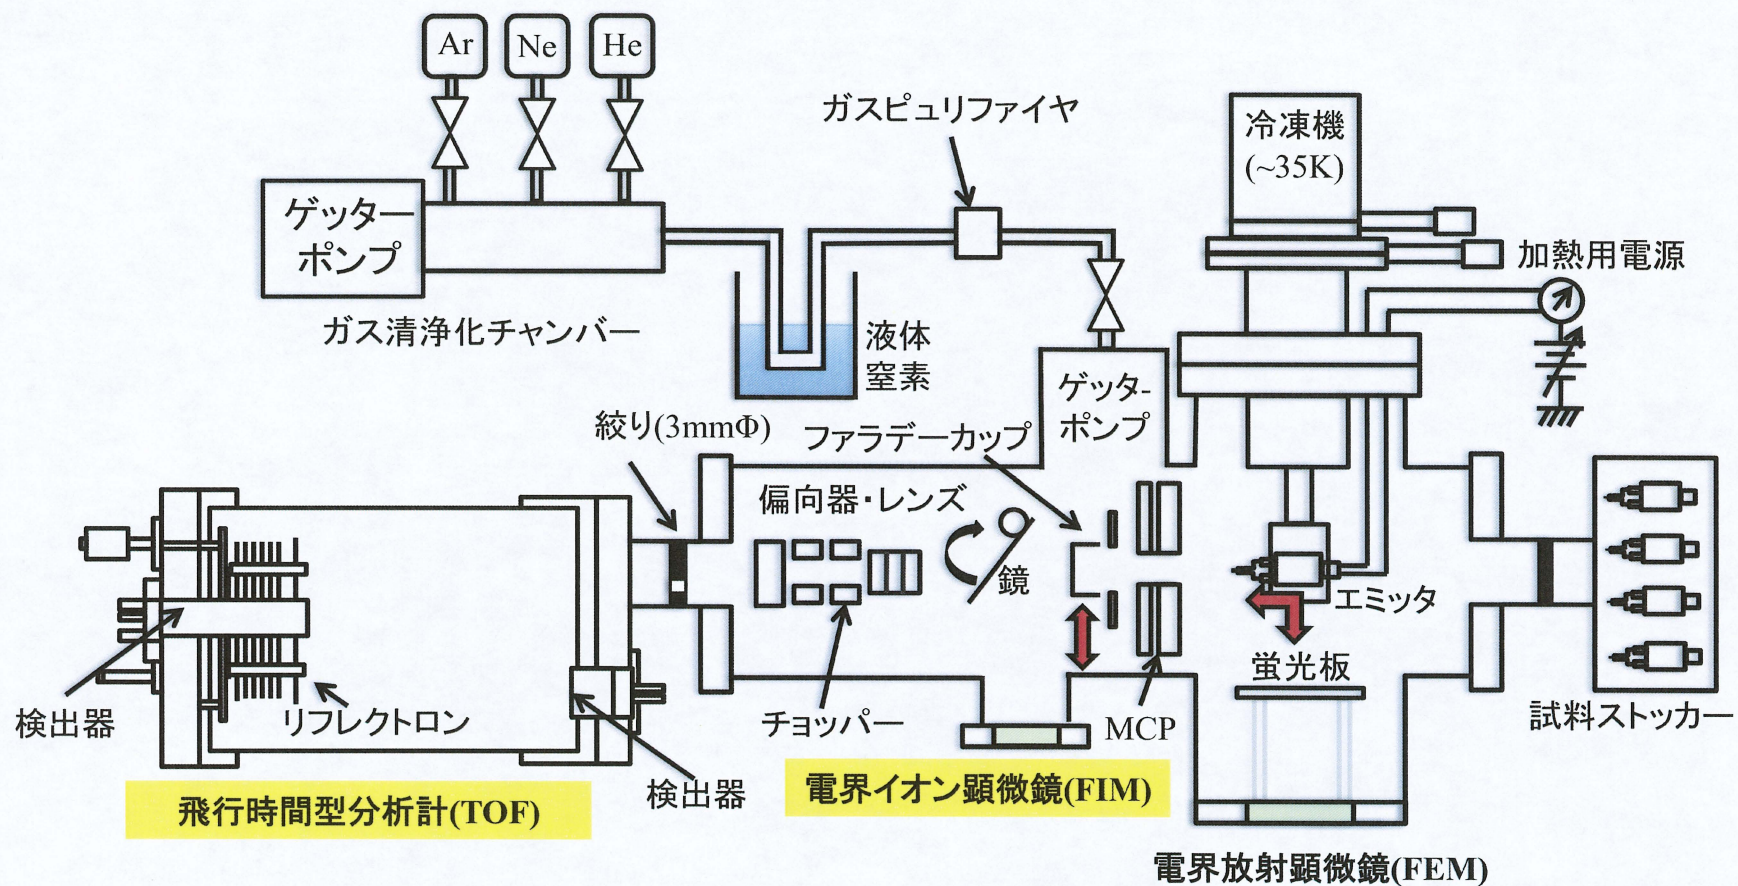 Ar
Ne
He
ガスピュリファイヤ
冷凍機
(~35K)
ゲッター
ポンプ
加熱用電源
ガス清浄化チャンバー
液体
窒素
ゲッター
ポンプ
絞り(3mmΦ)
ファラデーカップ
偏向器・レンズ
鏡
エミッタ
蛍光板
検出器
リフレクトロン
チョッパー
MCP
試料ストッカー
検出器
飛行時間型分析計(TOF)
電界イオン顕微鏡(FIM)
電界放射顕微鏡(FEM)